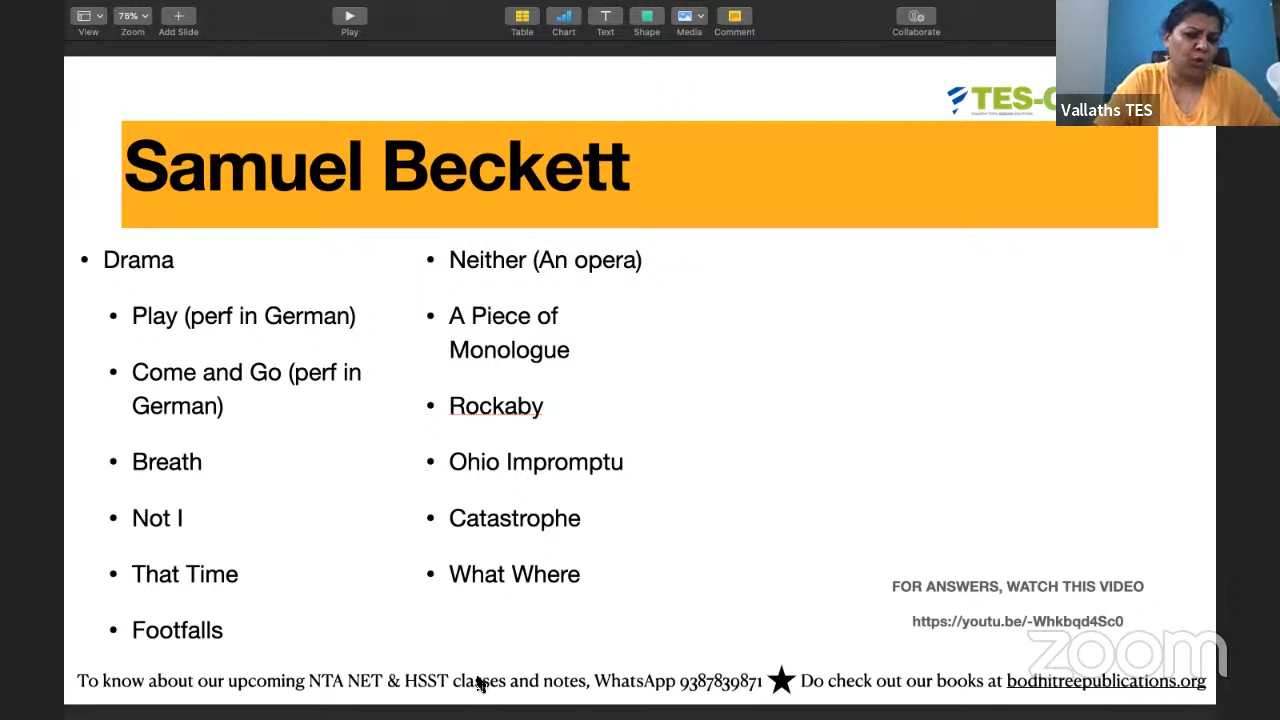 View
75%
Zoom
Add Slide
Play
Table
Chart
Text
Shape
Media
Comment
Collaborate
Vallaths TES
Samuel Beckett
• Drama
• Play (perf in German)
• Come and Go (perf in
German)
• Breath
• Not I
• That Time
• Footfalls
• Neither (An opera)
• A Piece of
Monologue
• Rockaby
• Ohio Impromptu
• Catastrophe
• What Where
FOR ANSWERS, WATCH THIS VIDEO
https://youtu.be/-Whkbqd4Sc0
zoom
To know about our upcoming NTA NET & HSST classes and notes, WhatsApp 9387839871 ★ Do check out our books at bodhitreepublications.org